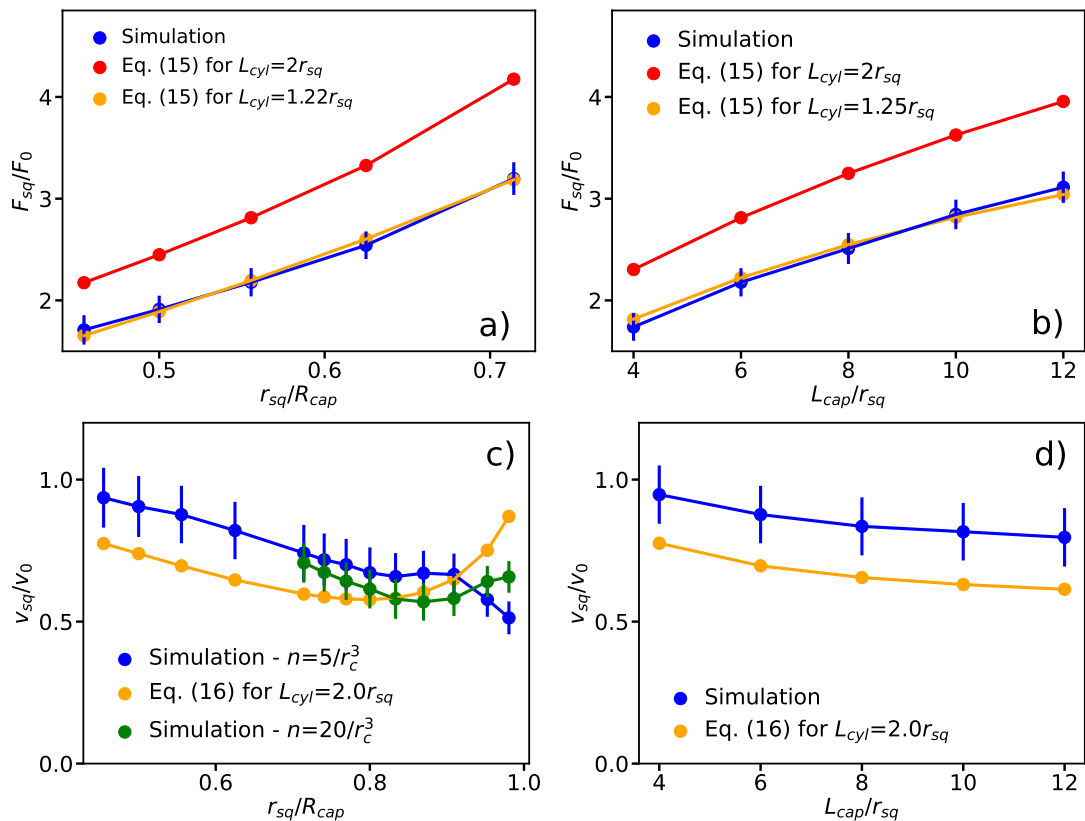 Simulation
Eq. (15) for L_cyl=2r_sq
Eq. (15) for L_cyl=1.22r_sq
a)
F_sq/F_0
4
3
2
0.5 0.6 0.7
r_sq/R_cap
Simulation
Eq. (15) for L_cyl=2r_sq
Eq. (15) for L_cyl=1.25r_sq
b)
F_sq/F_0
4
3
2
4 6 8 10 12
L_cap/r_sq
c)
v_sq/v_0
1.0
0.5
0.0
Simulation - n=5/r_c^3
Eq. (16) for L_cyl=2.0r_sq
Simulation - n=20/r_c^3
0.6 0.8 1.0
r_sq/R_cap
d)
v_sq/v_0
1.0
0.5
0.0
Simulation
Eq. (16) for L_cyl=2.0r_sq
4 6 8 10 12
L_cap/r_sq